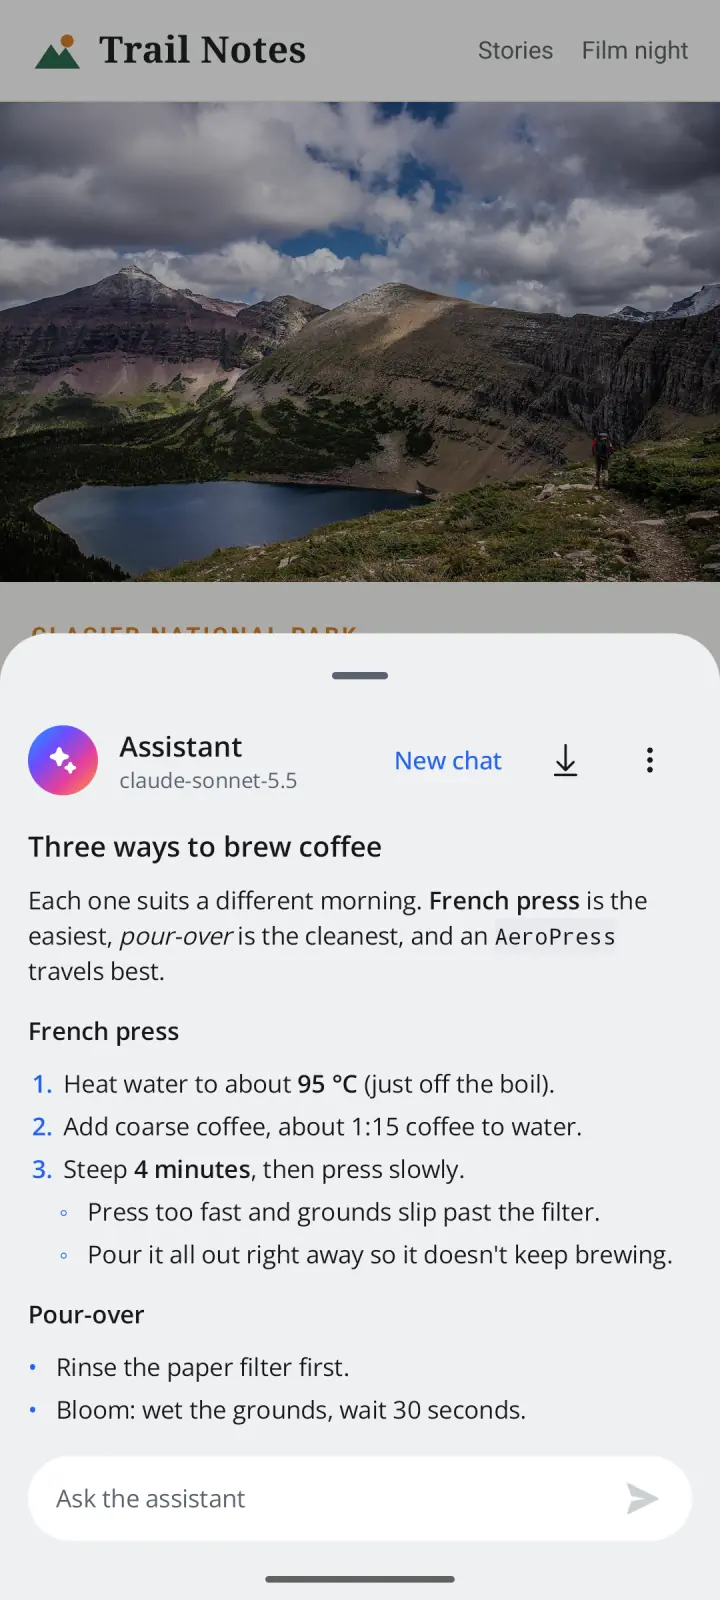 Trail Notes
Stories
Film night
GLACIER NATIONAL PARK
Assistant
claude-sonnet-5.5
New chat
Three ways to brew coffee
Each one suits a different morning. French press is the
easiest, pour-over is the cleanest, and an AeroPress
travels best.
French press
1. Heat water to about 95 °C (just off the boil).
2. Add coarse coffee, about 1:15 coffee to water.
3. Steep 4 minutes, then press slowly.
◦ Press too fast and grounds slip past the filter.
◦ Pour it all out right away so it doesn't keep brewing.
Pour-over
• Rinse the paper filter first.
• Bloom: wet the grounds, wait 30 seconds.
Ask the assistant